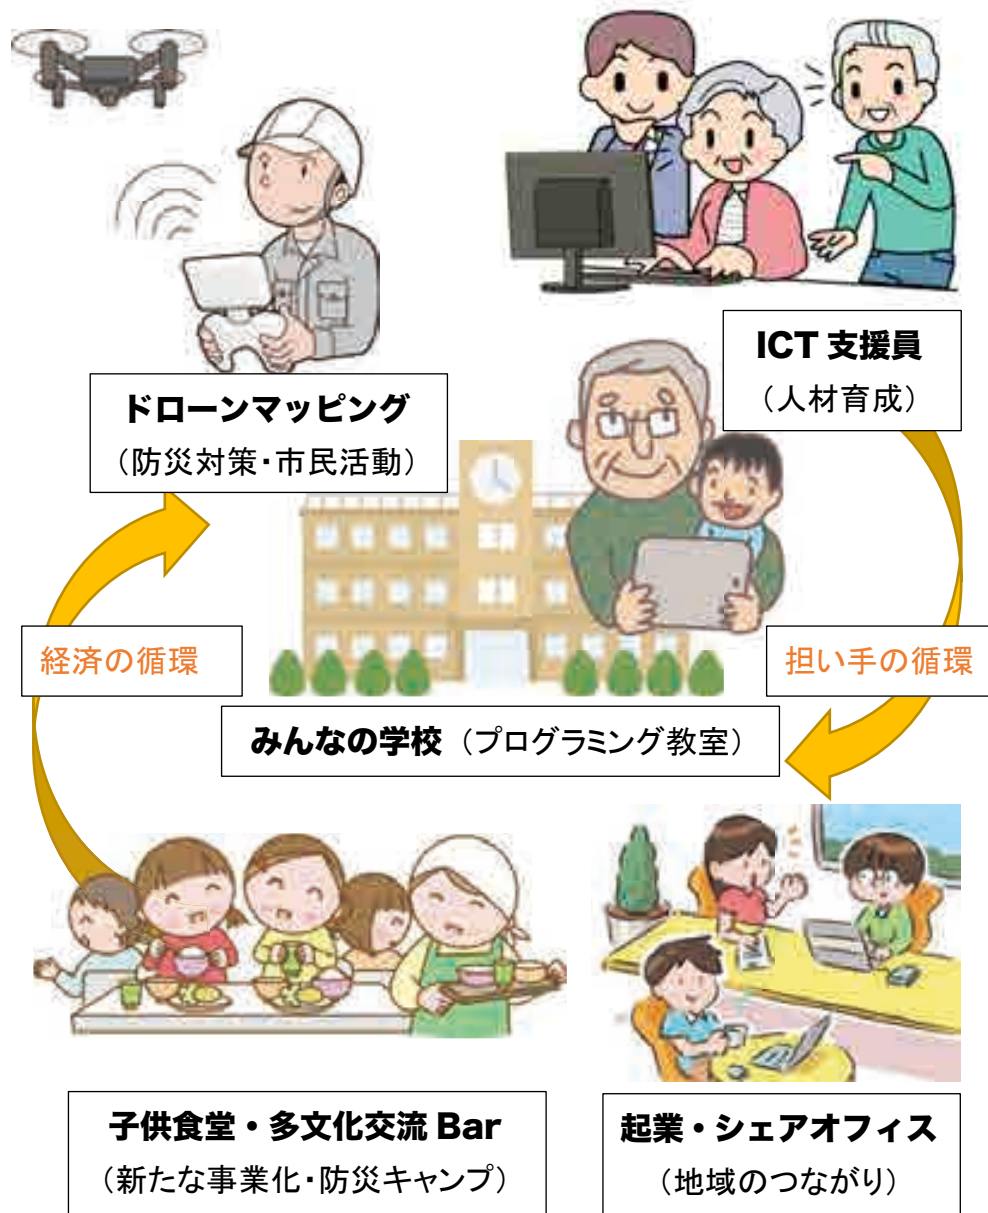 ICT 支援員
（人材育成）
ドローンマッピング
（防災対策・市民活動）
経済の循環
担い手の循環
みんなの学校（プログラミング教室）
子供食堂・多文化交流 Bar
（新たな事業化・防災キャンプ）
起業・シェアオフィス
（地域のつながり）